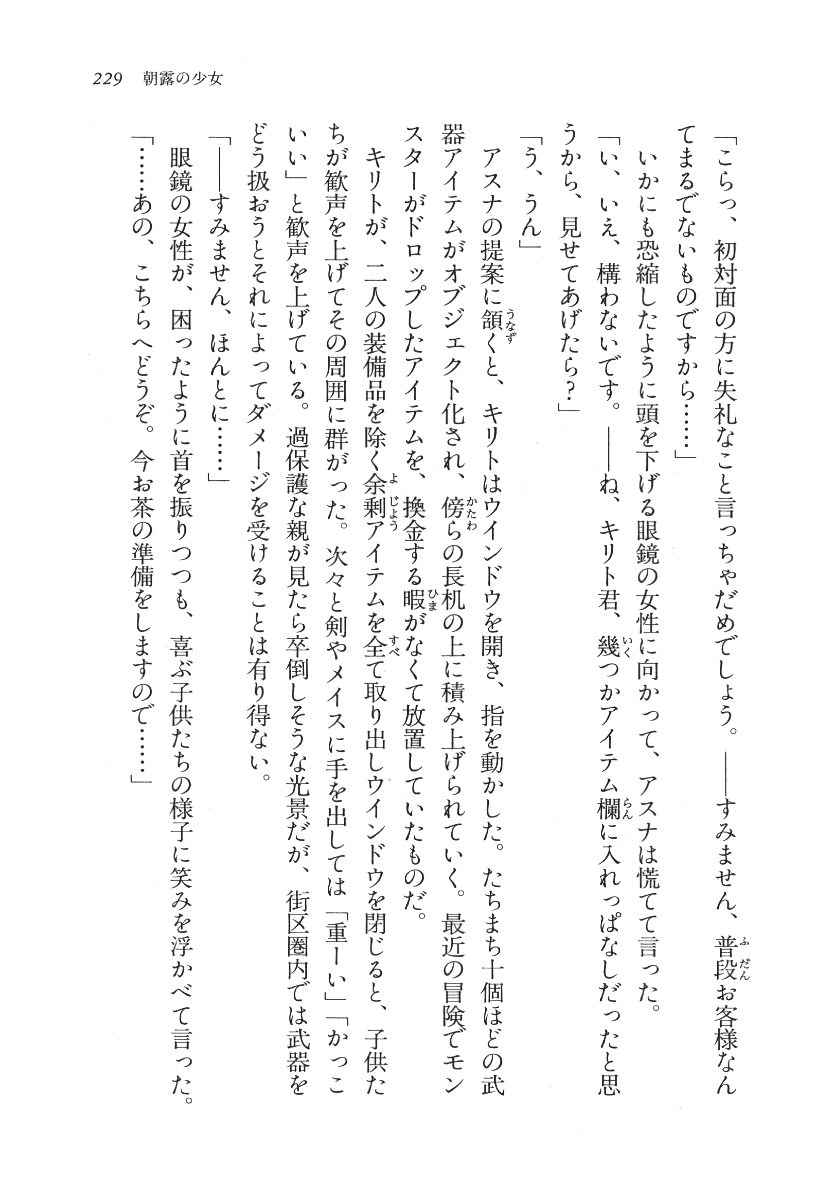 229 朝露の少女
「こらっ、初対面の方に失礼なこと言っちゃだめでしょう。――すみません、普段お客様なん
てまるでないものですから……」
いかにも恐縮したように頭を下げる眼鏡の女性に向かって、アスナは慌てて言った。
「い、いえ、構わないです。――ね、キリト君、幾つかアイテム欄に入れっぱなしだったと思
うから、見せてあげたら?」
「う、うん」
アスナの提案に頷くと、キリトはウインドウを開き、指を動かした。たちまち十個ほどの武
器アイテムがオブジェクト化され、傍らの長机の上に積み上げられていく。最近の冒険でモン
スターがドロップしたアイテムを、換金する暇がなくて放置していたものだ。
キリトが、二人の装備品を除く余剰アイテムを全て取り出しウインドウを閉じると、子供た
ちが歓声を上げてその周囲に群がった。次々と剣やメイスに手を出しては「重ーい」「かっこ
いい」と歓声を上げている。過保護な親が見たら卒倒しそうな光景だが、街区圏内では武器を
どう扱おうとそれによってダメージを受けることは有り得ない。
「――すみません、ほんとに……」
眼鏡の女性が、困ったように首を振りつつも、喜ぶ子供たちの様子に笑みを浮かべて言った。
「……あの、こちらへどうぞ。今お茶の準備をしますので……」